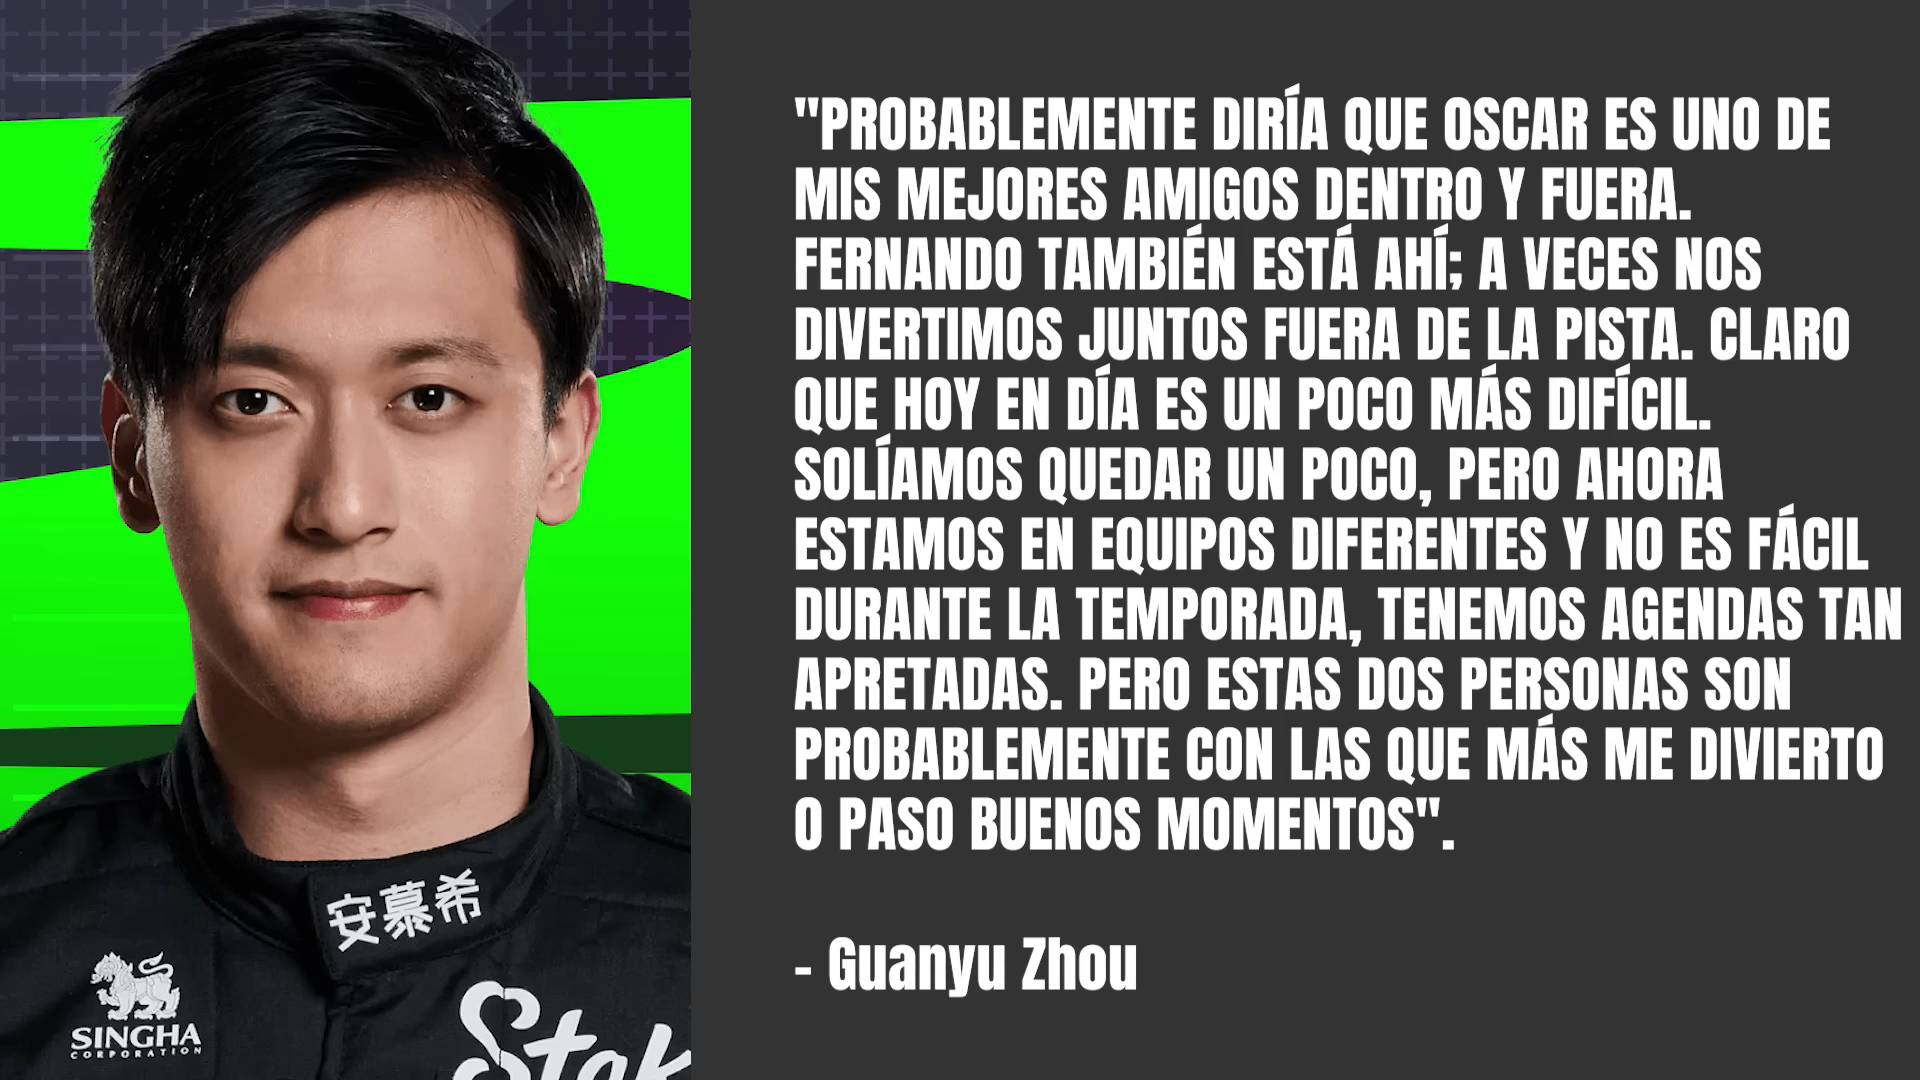 "PROBABLEMENTE DIRÍA QUE OSCAR ES UNO DE
MIS MEJORES AMIGOS DENTRO Y FUERA.
FERNANDO TAMBIÉN ESTÁ AHÍ; A VECES NOS
DIVERTIMOS JUNTOS FUERA DE LA PISTA. CLARO
QUE HOY EN DÍA ES UN POCO MÁS DIFÍCIL.
SOLÍAMOS QUEDAR UN POCO, PERO AHORA
ESTAMOS EN EQUIPOS DIFERENTES Y NO ES FÁCIL
DURANTE LA TEMPORADA, TENEMOS AGENDAS TAN
APRETADAS. PERO ESTAS DOS PERSONAS SON
PROBABLEMENTE CON LAS QUE MÁS ME DIVIERTO
O PASO BUENOS MOMENTOS".
- Guanyu Zhou
安慕希
SINGHA
CORPORATION
Stak